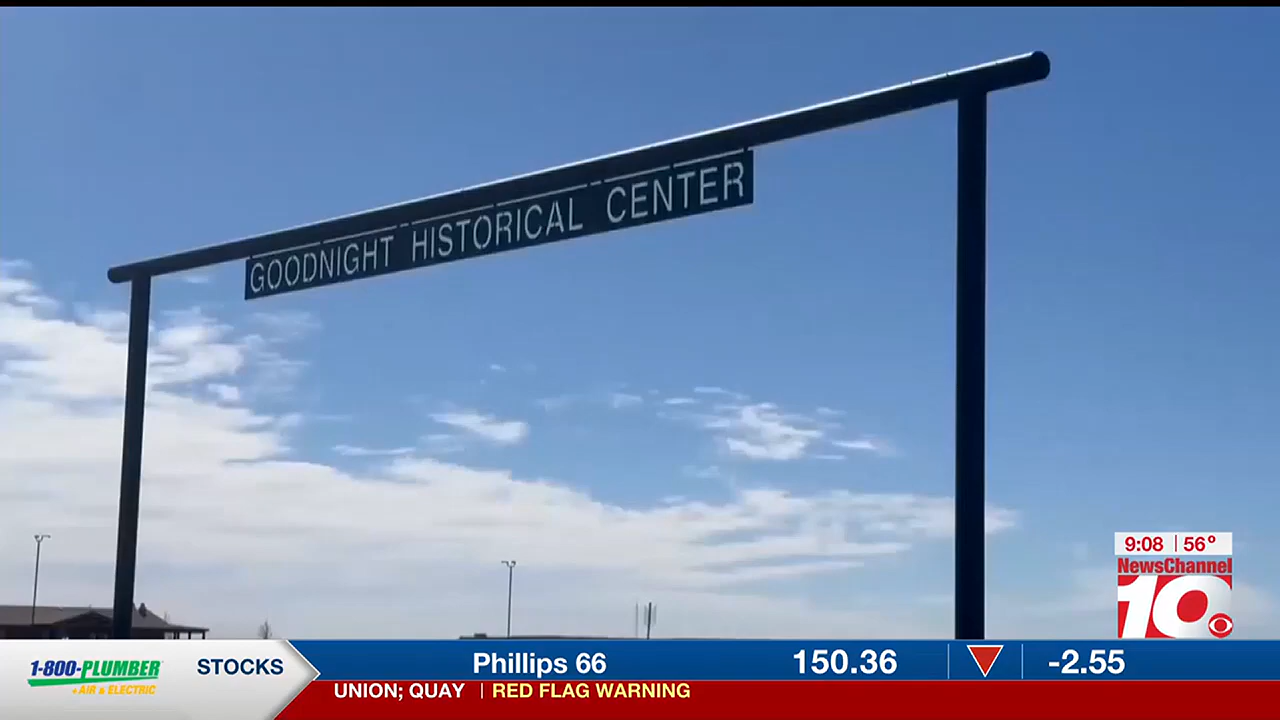 GOODNIGHT HISTORICAL CENTER
9:08 | 56°
NewsChannel
10
1-800-PLUMBER
+AIR & ELECTRIC
STOCKS
Phillips 66 150.36 -2.55
UNION; QUAY | RED FLAG WARNING